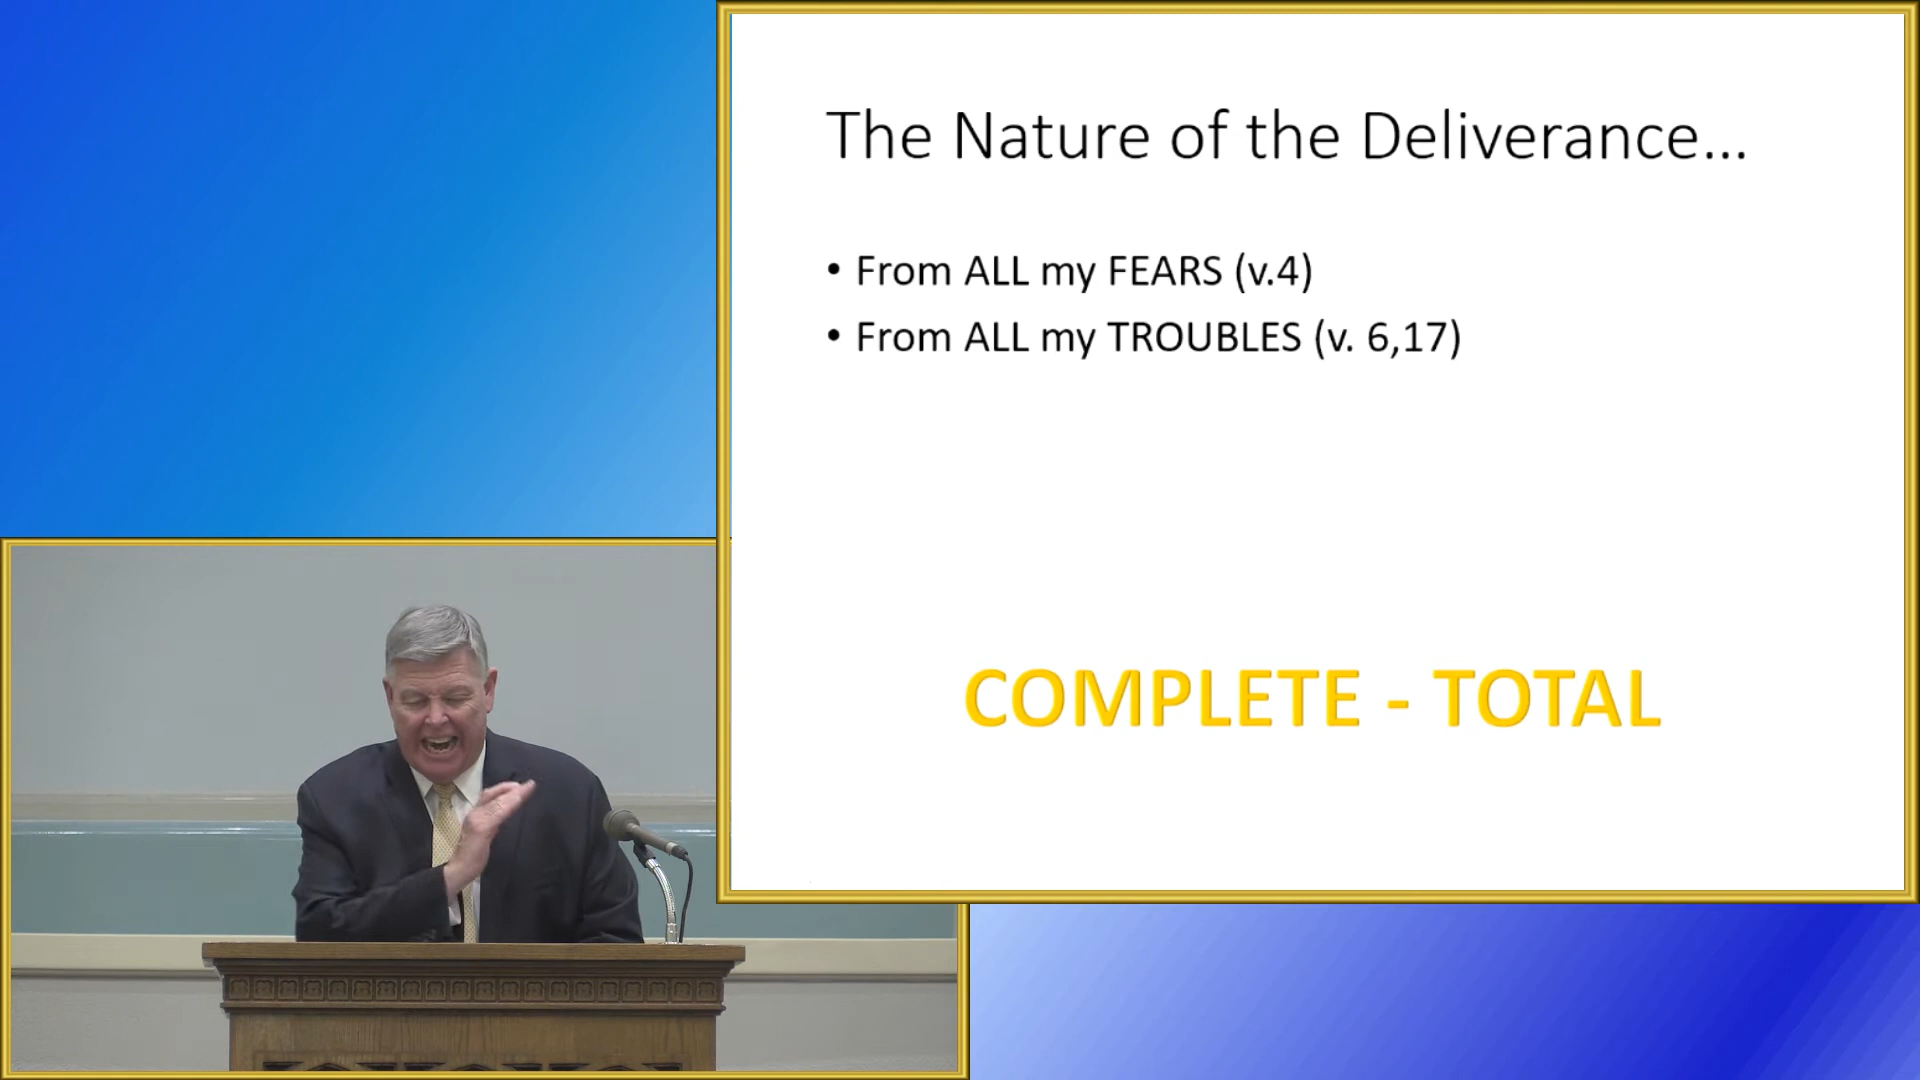 The Nature of the Deliverance...
• From ALL my FEARS (v.4)
• From ALL my TROUBLES (v. 6,17)
COMPLETE - TOTAL